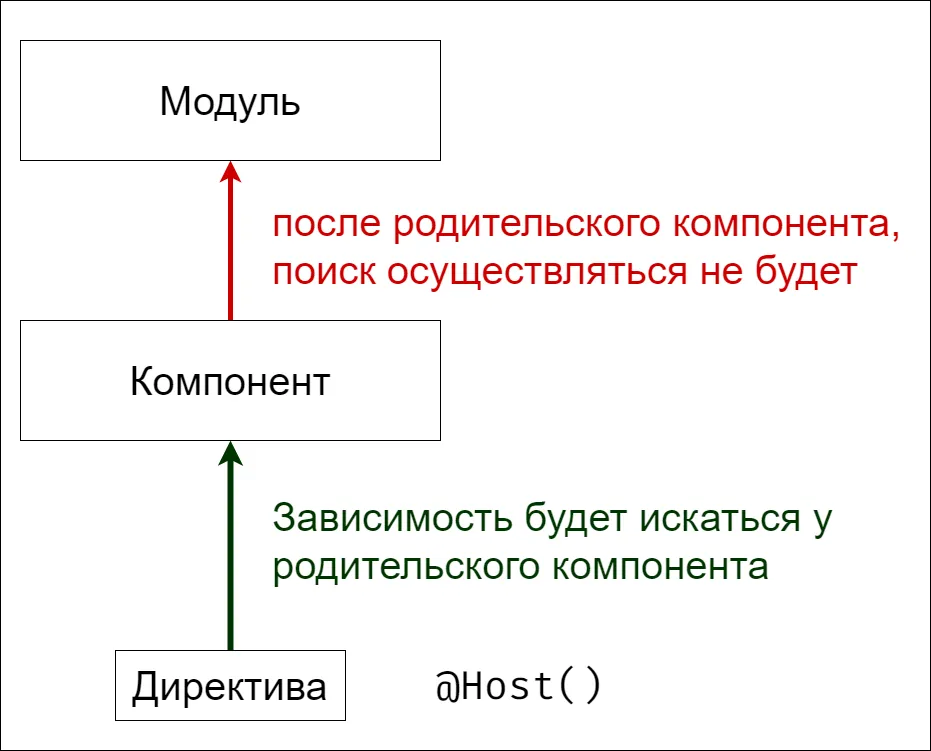 Модуль
после родительского компонента,
поиск осуществляться не будет
Компонент
Зависимость будет искаться у
родительского компонента
Директива
@Host()